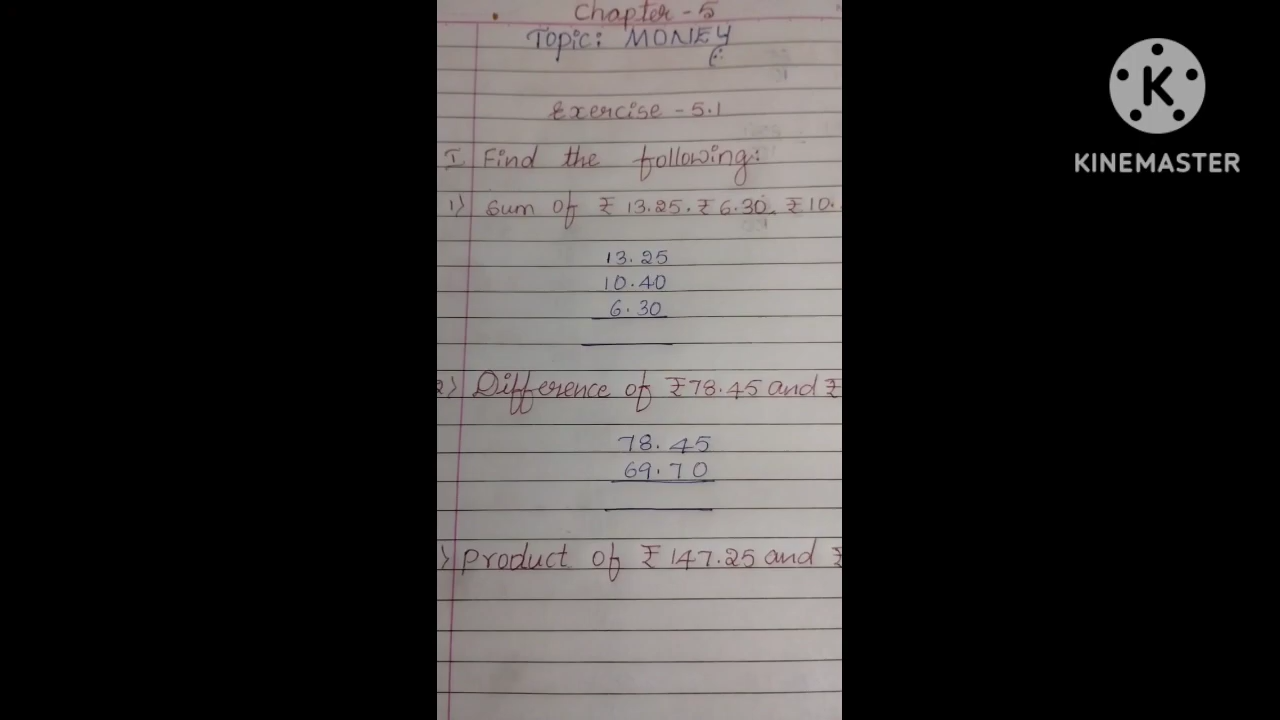 Chapter - 5
Topic: MONEY
Exercise - 5.1
I. Find the following:
1) Sum of ₹ 13.25. ₹ 6.30. ₹ 10.
13.25
10.40
6.30
2) Difference of ₹78.45 and ₹
78.45
69.70
) product of ₹ 147.25 and ₹
K
KINEMASTER